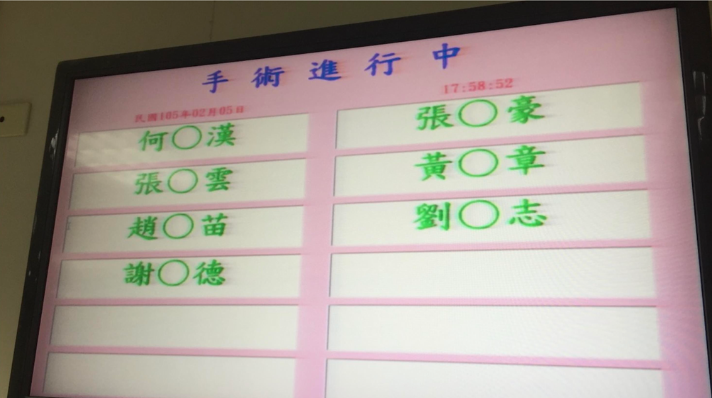 手術進行中
民國105年02月05日
17:58:52
何○漢
張○豪
張○雲
黃○章
趙○苗
劉○志
謝○德